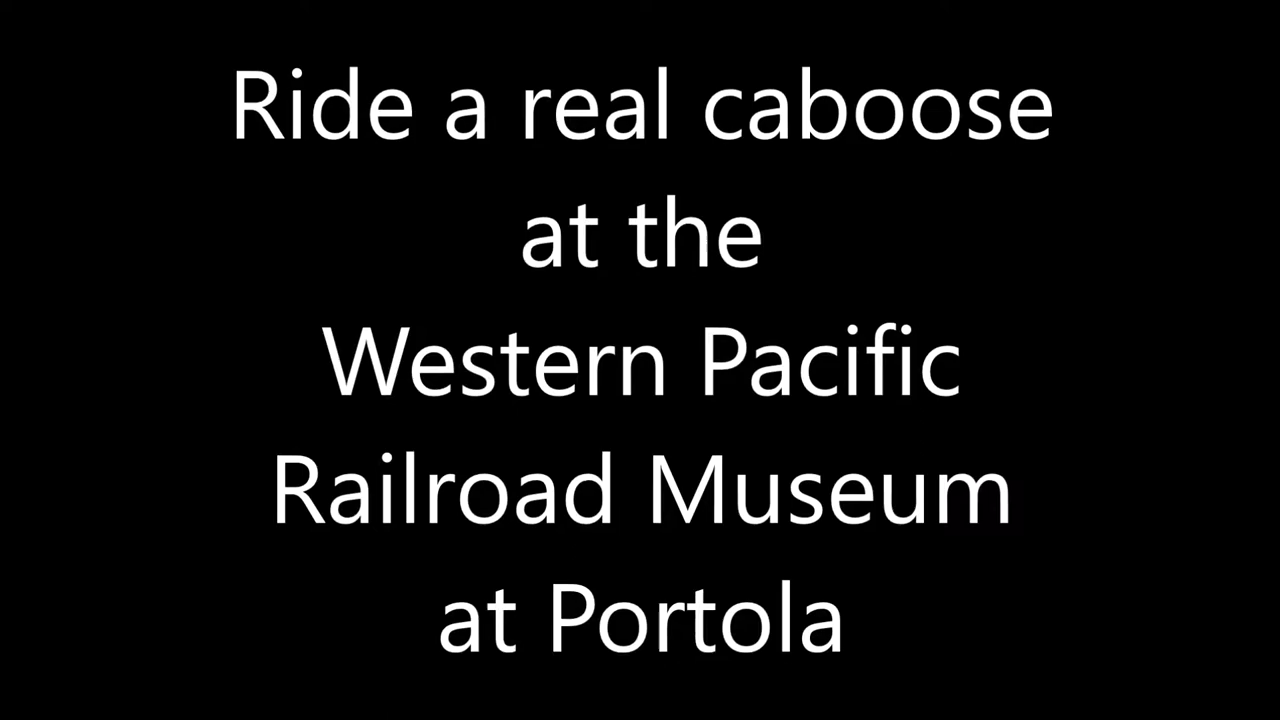 Ride a real caboose
at the
Western Pacific
Railroad Museum
at Portola